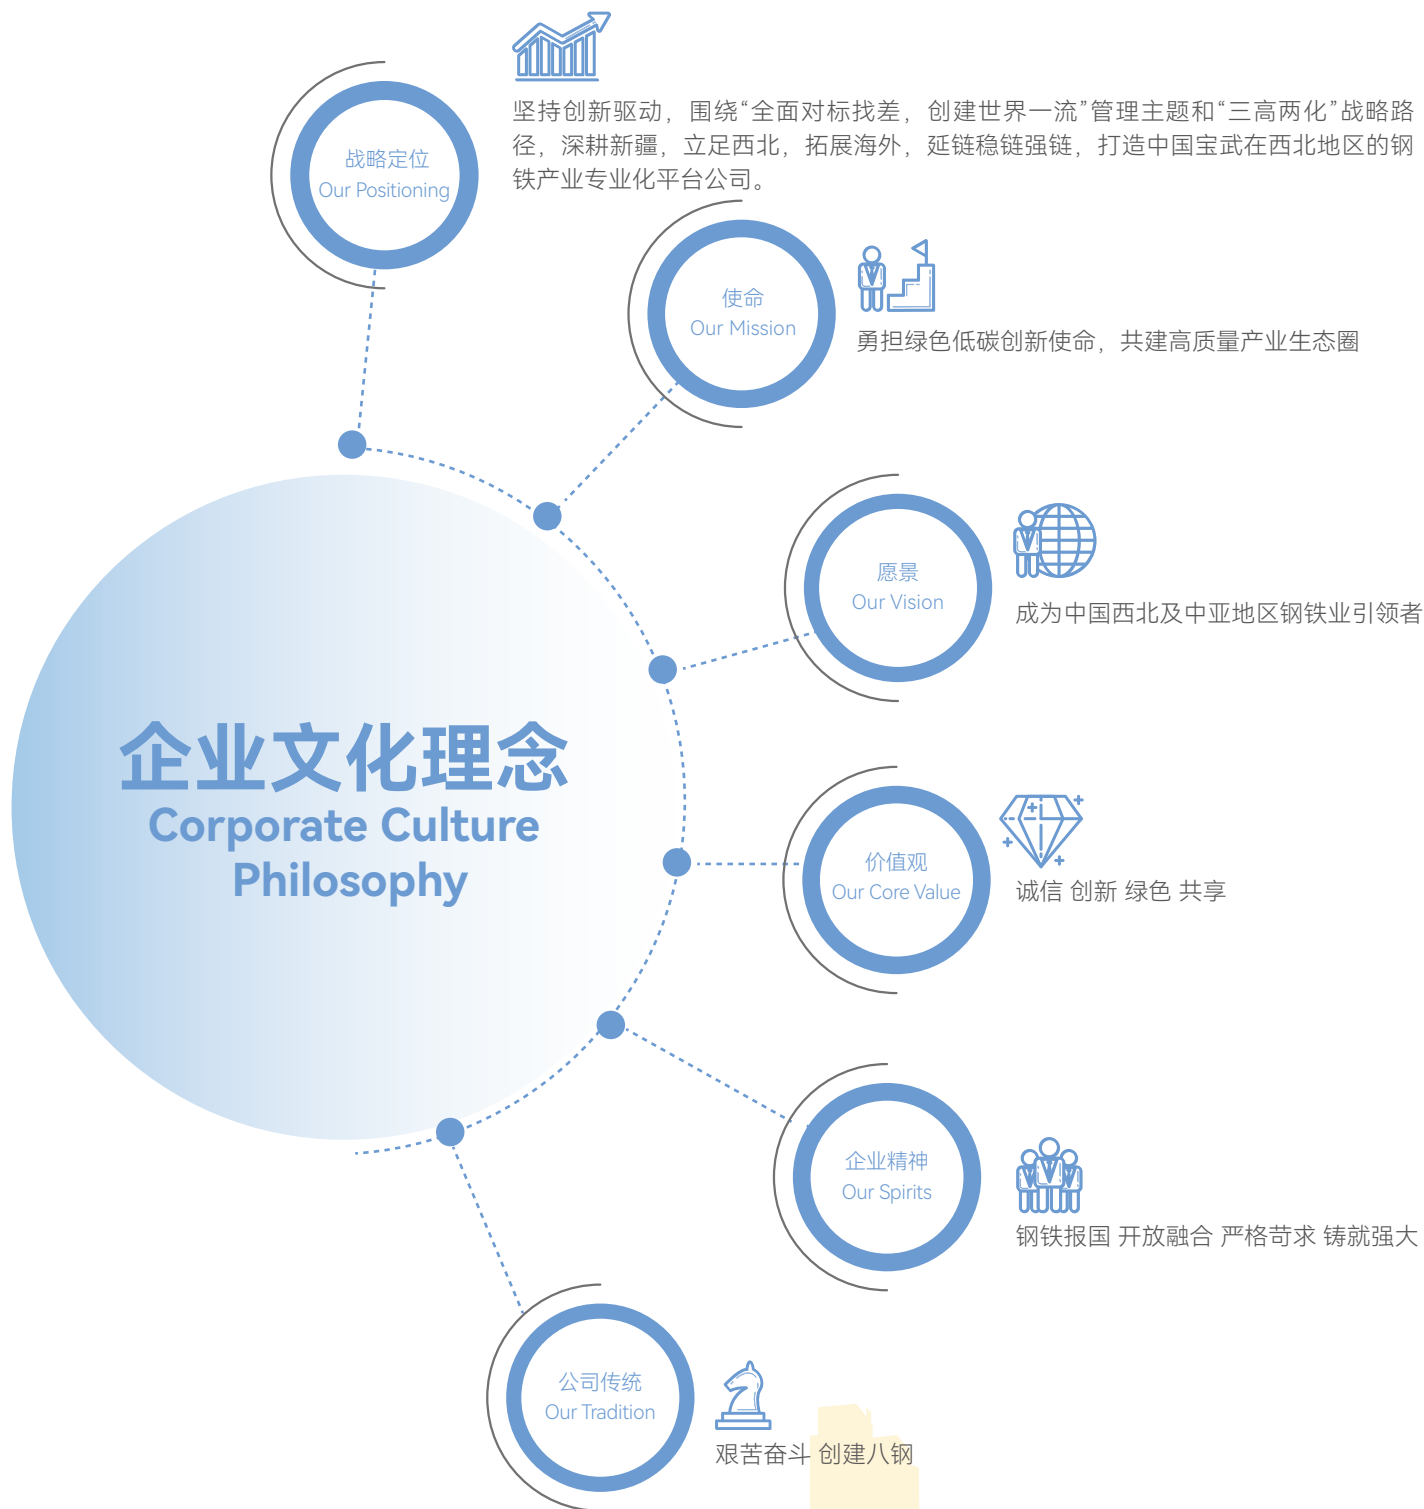 坚持创新驱动，围绕“全面对标找差，创建世界一流”管理主题和“三高两化”战略路
径，深耕新疆，立足西北，拓展海外，延链稳链强链，打造中国宝武在西北地区的钢
铁产业专业化平台公司。
战略定位
Our Positioning
使命
Our Mission
勇担绿色低碳创新使命，共建高质量产业生态圈
愿景
Our Vision
成为中国西北及中亚地区钢铁业引领者
企业文化理念
Corporate Culture
Philosophy
价值观
Our Core Value
诚信 创新 绿色 共享
企业精神
Our Spirits
钢铁报国 开放融合 严格苛求 铸就强大
公司传统
Our Tradition
艰苦奋斗 创建八钢